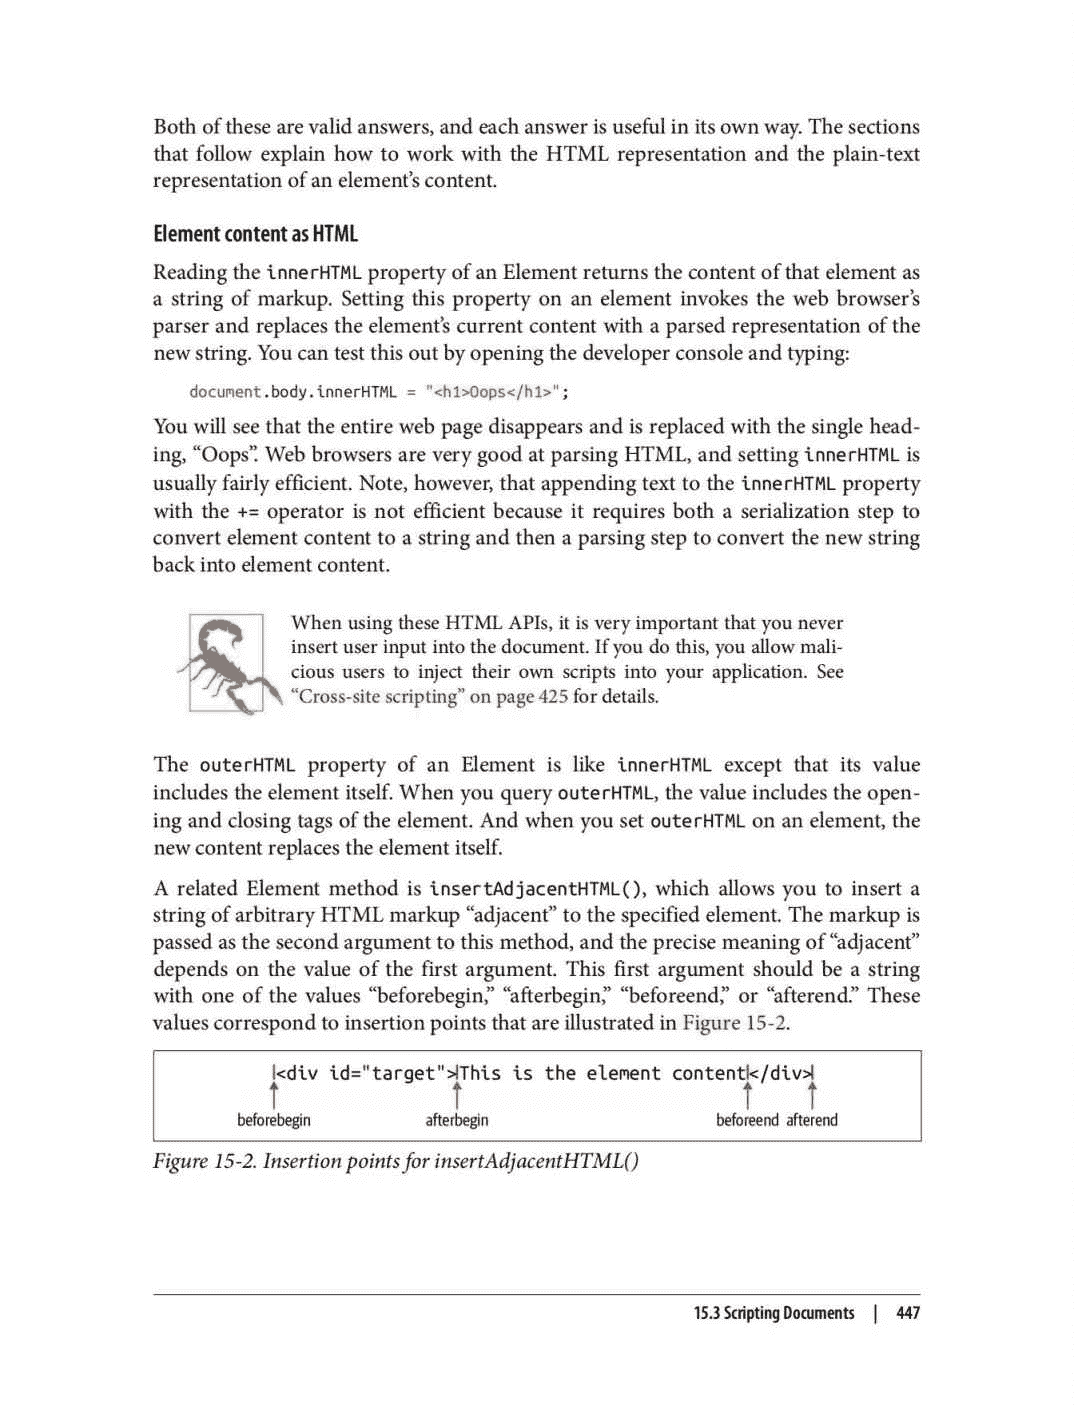 Both of these are valid answers, and each answer is useful in its own way. The sections
that follow explain how to work with the HTML representation and the plain-text
representation of an element’s content.
Element content as HTML
Reading the innerHTML property of an Element returns the content of that element as
a string of markup. Setting this property on an element invokes the web browser’s
parser and replaces the element’s current content with a parsed representation of the
new string. You can test this out by opening the developer console and typing:
document.body.innerHTML = "<h1>Oops</h1>";
You will see that the entire web page disappears and is replaced with the single head-
ing, “Oops”. Web browsers are very good at parsing HTML, and setting innerHTML is
usually fairly efficient. Note, however, that appending text to the innerHTML property
with the += operator is not efficient because it requires both a serialization step to
convert element content to a string and then a parsing step to convert the new string
back into element content.
When using these HTML APIs, it is very important that you never
insert user input into the document. If you do this, you allow mali-
cious users to inject their own scripts into your application. See
“Cross-site scripting” on page 425 for details.
The outerHTML property of an Element is like innerHTML except that its value
includes the element itself. When you query outerHTML, the value includes the open-
ing and closing tags of the element. And when you set outerHTML on an element, the
new content replaces the element itself.
A related Element method is insertAdjacentHTML(), which allows you to insert a
string of arbitrary HTML markup “adjacent” to the specified element. The markup is
passed as the second argument to this method, and the precise meaning of “adjacent”
depends on the value of the first argument. This first argument should be a string
with one of the values “beforebegin,” “afterbegin,” “beforeend,” or “afterend.” These
values correspond to insertion points that are illustrated in Figure 15-2.
|<div id="target">|This is the element content|</div>|
beforebegin afterbegin beforeend afterend
Figure 15-2. Insertion points for insertAdjacentHTML()
15.3 Scripting Documents | 447